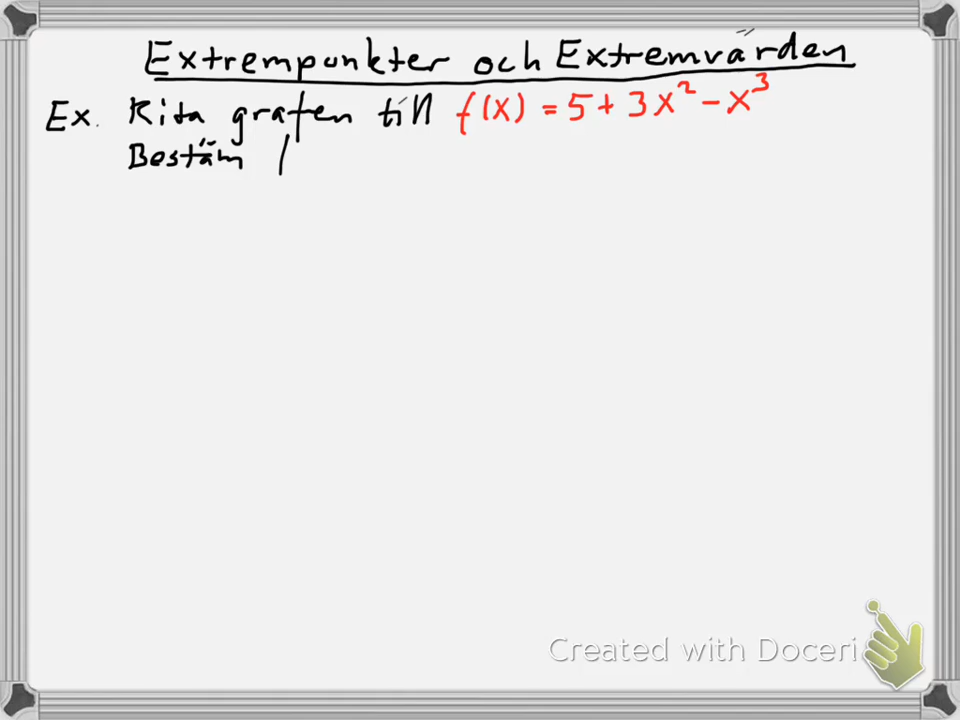 Extrempunkter och Extremvärden
Ex. Rita grafen till f(x) = 5 + 3x² - x³
Bestäm
Created with Doceri